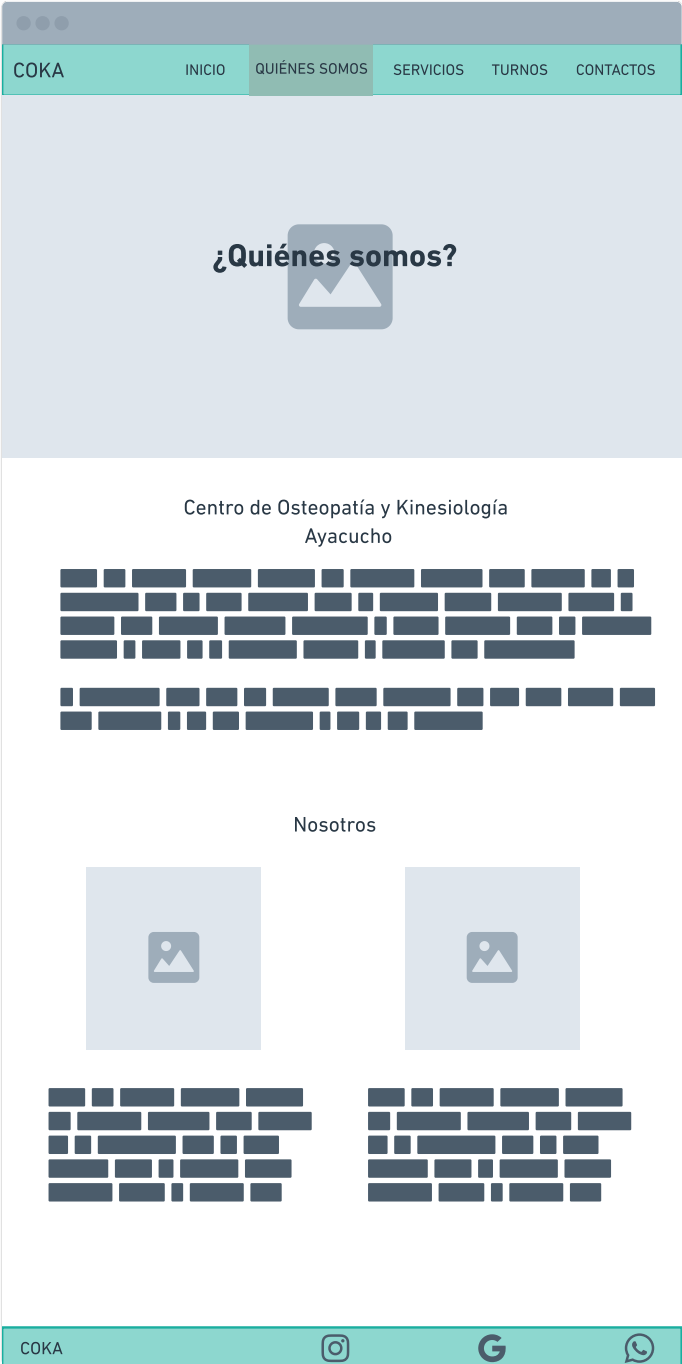 COKA
INICIO
QUIÉNES SOMOS
SERVICIOS
TURNOS
CONTACTOS
¿Quiénes somos?
Centro de Osteopatía y Kinesiología
Ayacucho
Nosotros
COKA